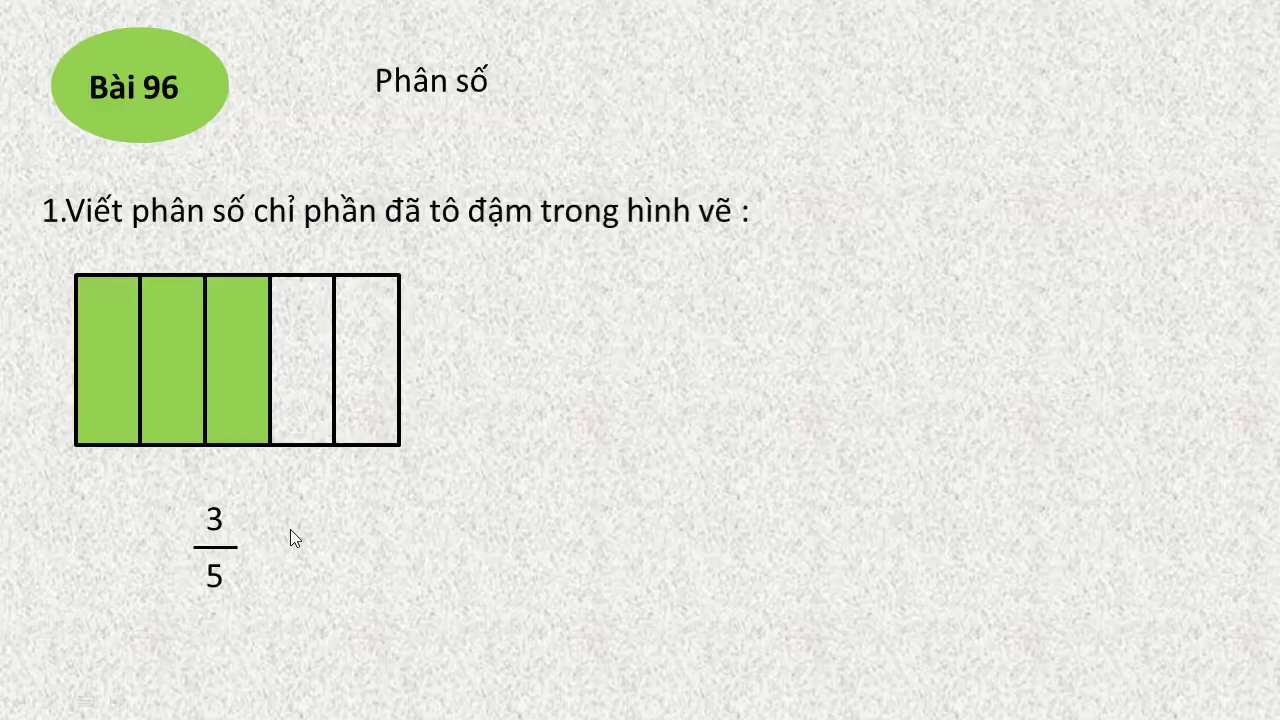 Bài 96
Phân số
1.Viết phân số chỉ phần đã tô đậm trong hình vẽ :
3
5